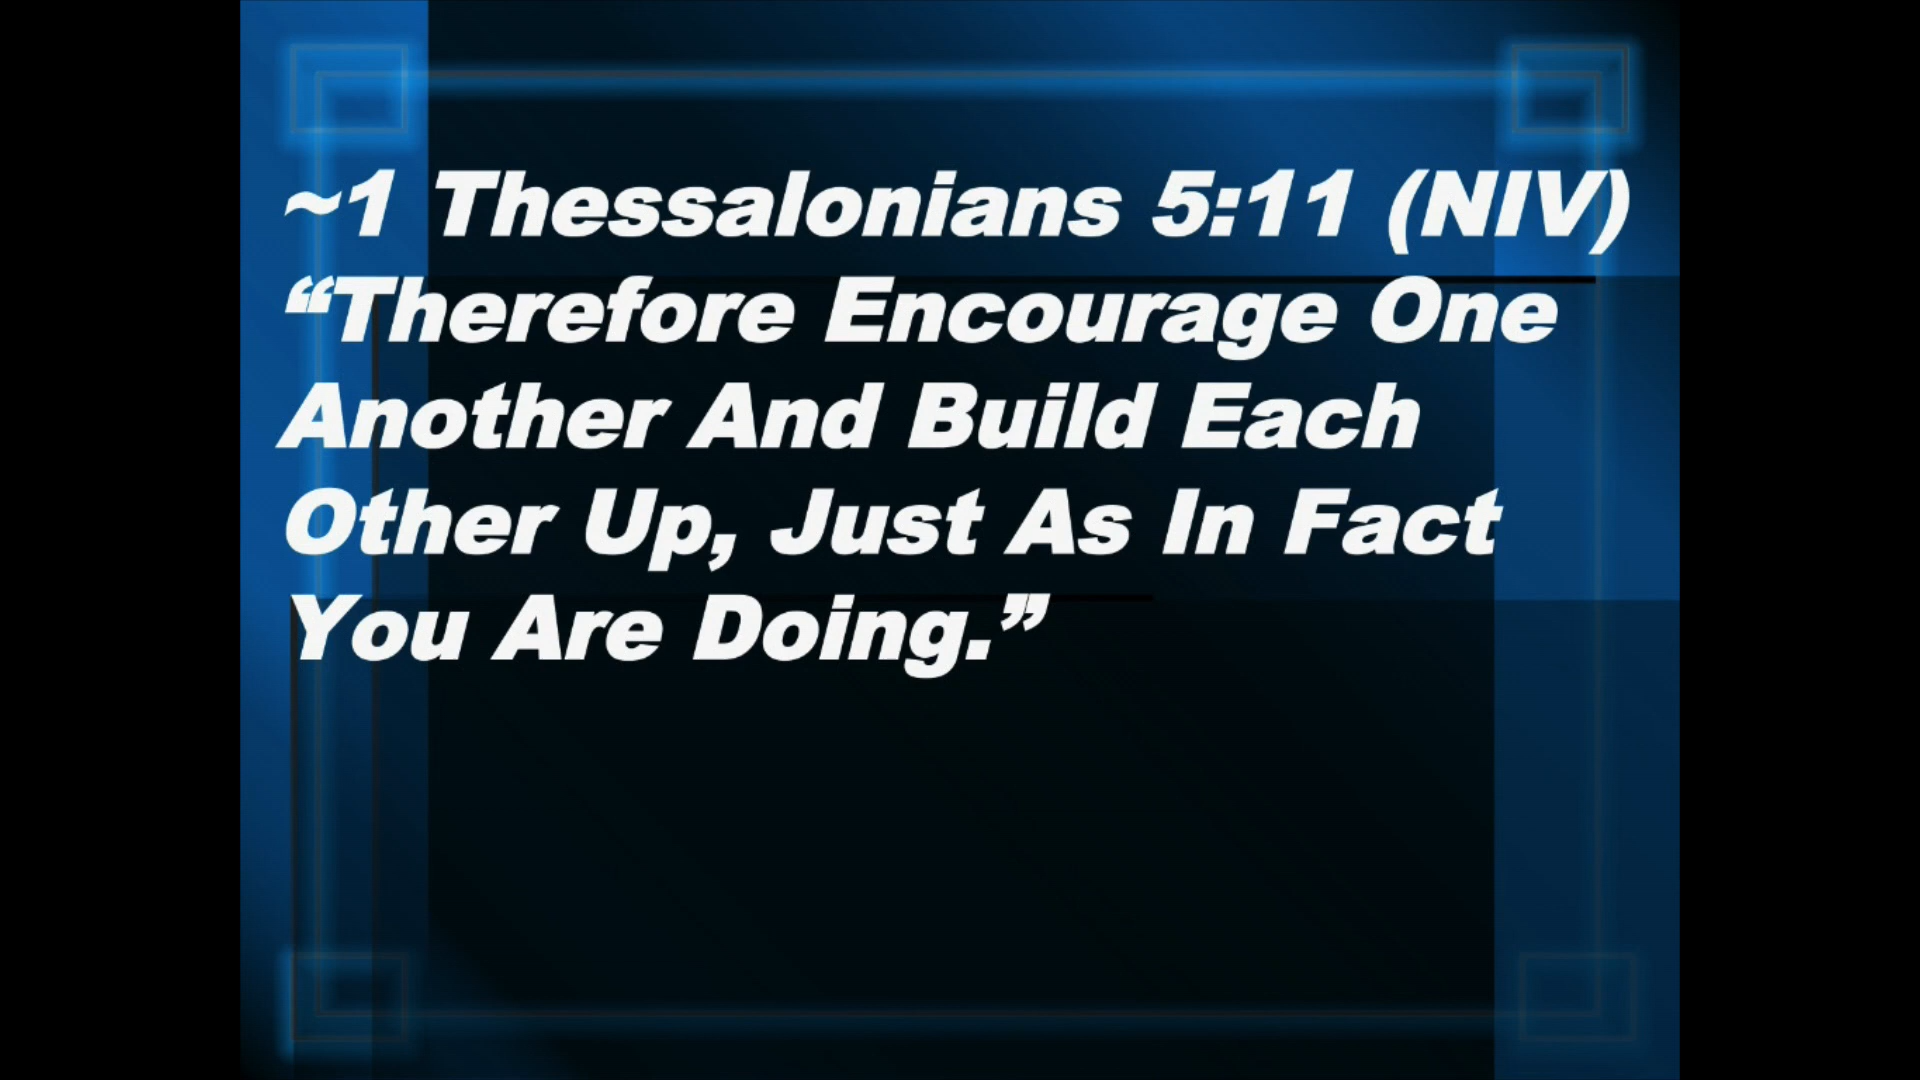 ~1 Thessalonians 5:11 (NIV)
“Therefore Encourage One
Another And Build Each
Other Up, Just As In Fact
You Are Doing.”